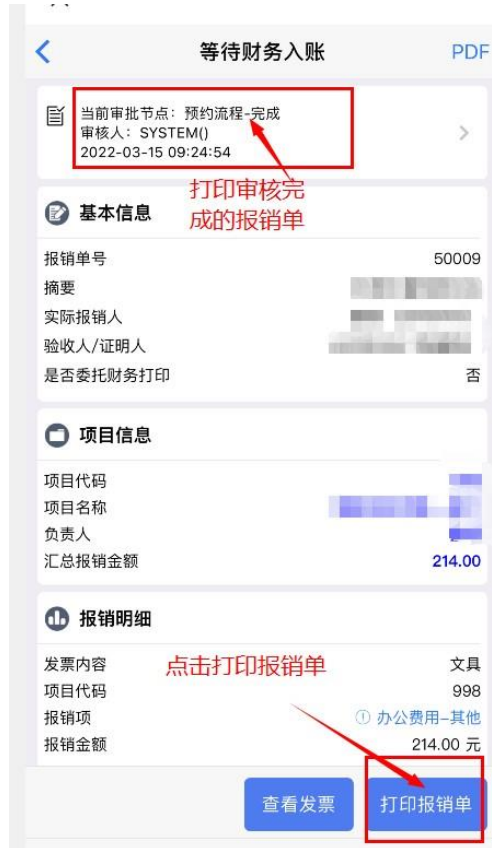 等待财务入账
PDF
当前审批节点：预约流程-完成
审核人：SYSTEM()
2022-03-15 09:24:54
打印审核完
成的报销单
基本信息
报销单号
50009
摘要
实际报销人
验收人/证明人
是否委托财务打印
否
项目信息
项目代码
项目名称
负责人
汇总报销金额
214.00
报销明细
发票内容
文具
点击打印报销单
项目代码
998
报销项
办公费用-其他
报销金额
214.00 元
查看发票
打印报销单